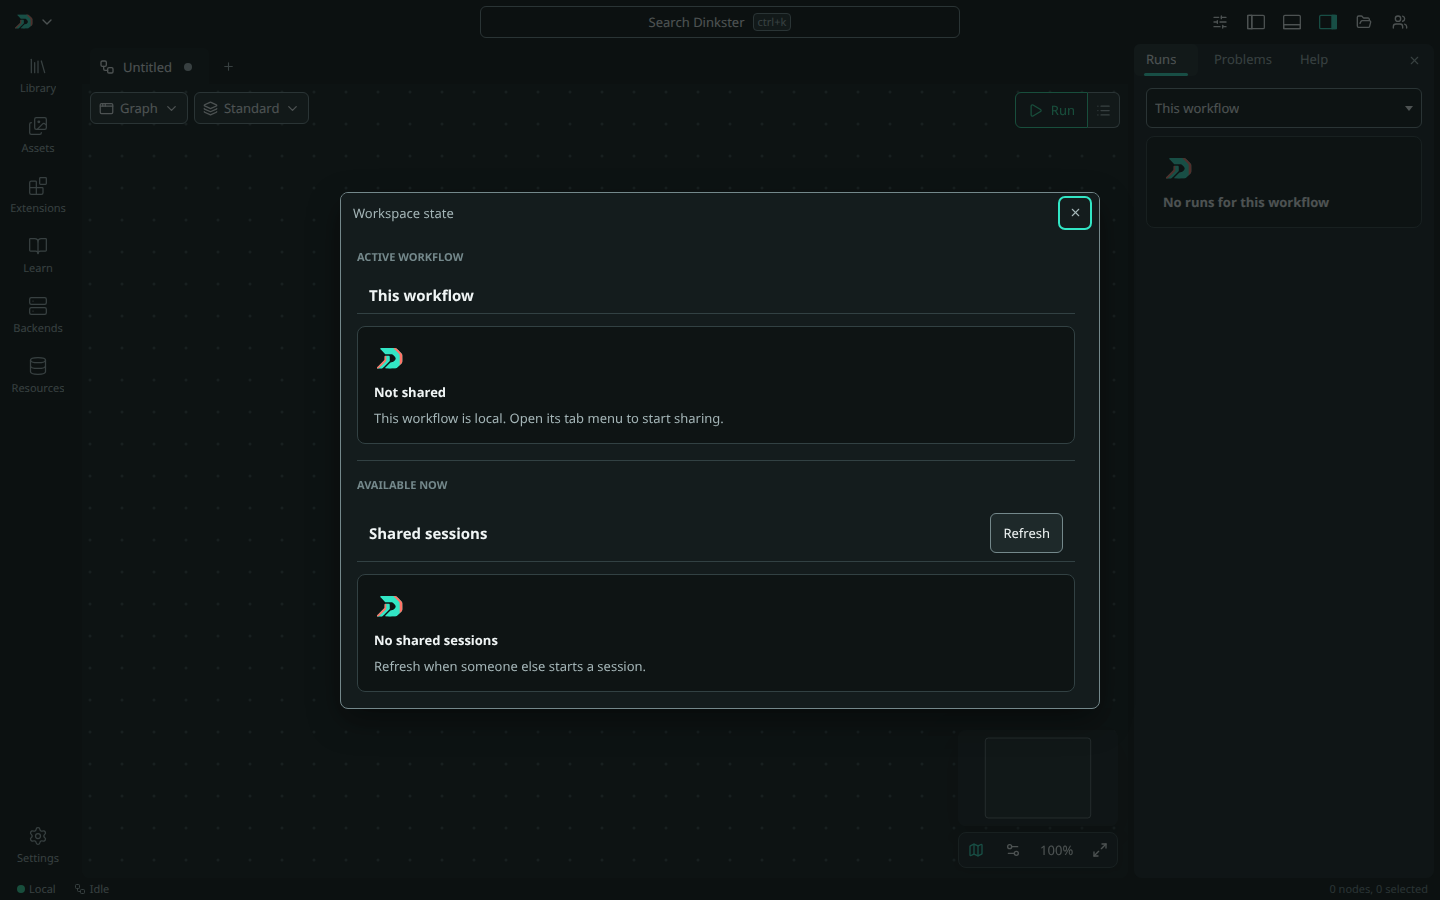 Search Dinkster ctrl+k
Library
Assets
Extensions
Learn
Backends
Resources
Settings
Untitled
+
Graph
Standard
Run
Runs
Problems
Help
This workflow
No runs for this workflow
Workspace state
ACTIVE WORKFLOW
This workflow
Not shared
This workflow is local. Open its tab menu to start sharing.
AVAILABLE NOW
Shared sessions
Refresh
No shared sessions
Refresh when someone else starts a session.
100%
Local
Idle
0 nodes, 0 selected